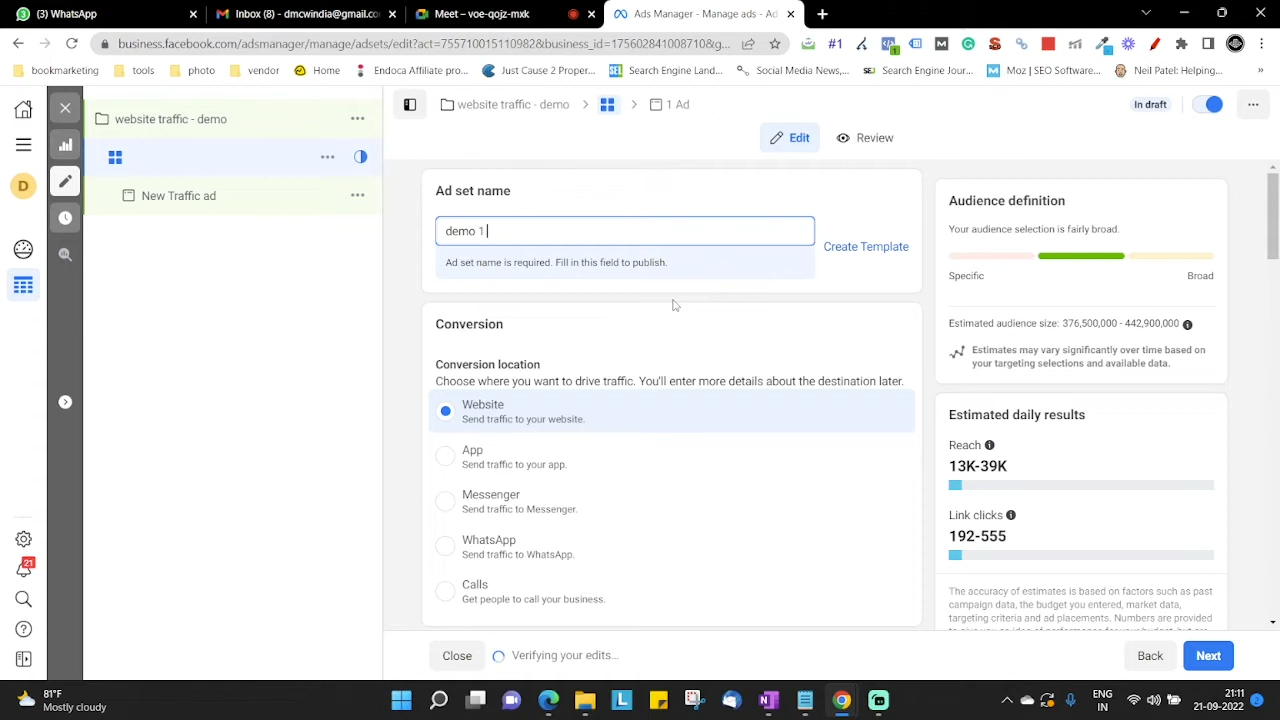 WhatsApp
Inbox (8) - dmcwindia@gmail.co
Meet – voe-qojz-mxk
Ads Manager - Manage ads - Ad
business.facebook.com/adsmanager/manage/adsets/edit?act=755710015110982&business_id=175602841008710&g...
#1
bookmarketing
tools
photo
vendor
Home
Endoca Affiliate pro...
Just Cause 2 Proper...
Search Engine Land...
Social Media News,...
Search Engine Jour...
Moz | SEO Software...
Neil Patel: Helping...
»
website traffic - demo
New Traffic ad
D
21
website traffic - demo
1 Ad
In draft
Edit
Review
Ad set name
demo 1
Create Template
Ad set name is required. Fill in this field to publish.
Conversion
Conversion location
Choose where you want to drive traffic. You'll enter more details about the destination later.
Website
Send traffic to your website.
App
Send traffic to your app.
Messenger
Send traffic to Messenger.
WhatsApp
Send traffic to WhatsApp.
Calls
Get people to call your business.
Audience definition
Your audience selection is fairly broad.
Specific
Broad
Estimated audience size: 376,500,000 - 442,900,000
Estimates may vary significantly over time based on
your targeting selections and available data.
Estimated daily results
Reach
13K-39K
Link clicks
192-555
The accuracy of estimates is based on factors such as past
campaign data, the budget you entered, market data,
targeting criteria and ad placements. Numbers are provided
Close
Verifying your edits...
Back
Next
81°F
Mostly cloudy
ENG
IN
21:11
21-09-2022
2